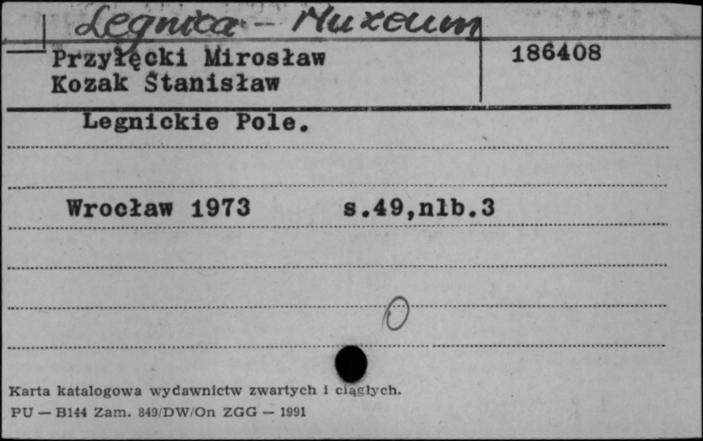 Legnica - Muzeum
Przyłęcki Mirosław 186408
Kozak Stanisław
Legnickie Pole.
Wrocław 1973 s.49,nlb.3
0
Karta katalogowa wydawnictw zwartych i ciągłych.
PU — B144 Zam. 849/DW/On ZGG — 1991